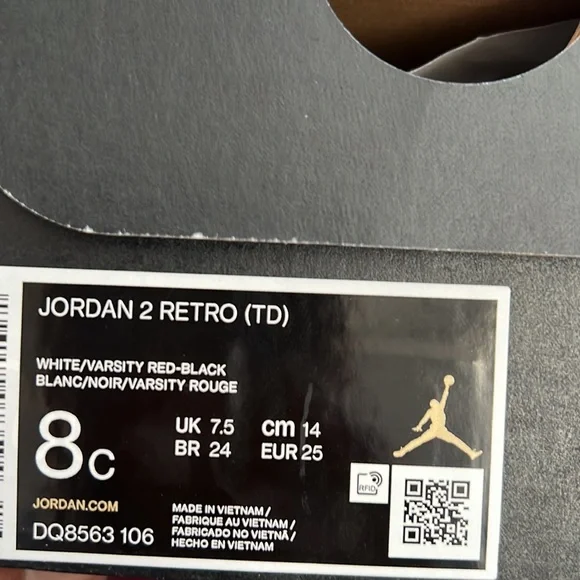 JORDAN 2 RETRO (TD)
WHITE/VARSITY RED-BLACK
BLANC/NOIR/VARSITY ROUGE
8C
UK 7.5 cm 14
BR 24 EUR 25
RFID
JORDAN.COM
DQ8563 106
MADE IN VIETNAM /
FABRIQUE AU VIETNAM /
FABRICADO NO VIETNÃ /
HECHO EN VIETNAM